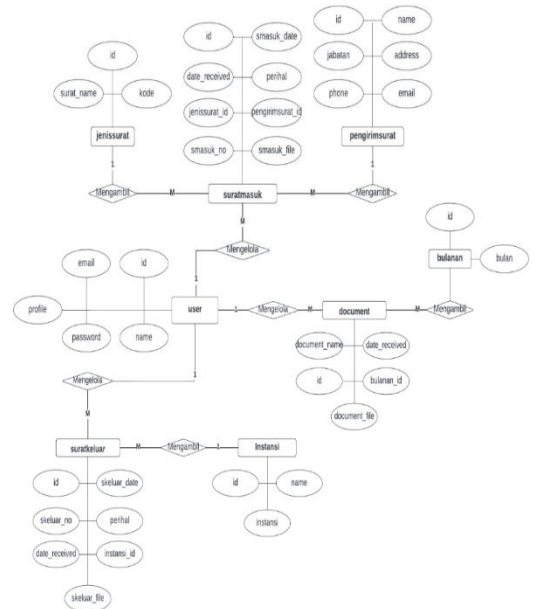 id
smasuk_date
id
name
id
date_received
perihal
jabatan
address
surat_name
kode
jenissurat_id
pengirimsurat_id
phone
email
jenissurat
smasuk_no
smasuk_file
pengirimsurat
1
1
Mengambil
M
M
Mengambil
suratmasuk
M
id
Mengelola
email
id
bulanan
bulan
1
profile
user
1
Mengelola
M
document
M
Mengambil
password
name
document_name
date_received
1
Mengelola
id
bulanan_id
M
document_file
suratkeluar
M
Mengambil
1
Instansi
id
skeluar_date
id
name
skeluar_no
perihal
instansi
date_received
instansi_id
skeluar_file